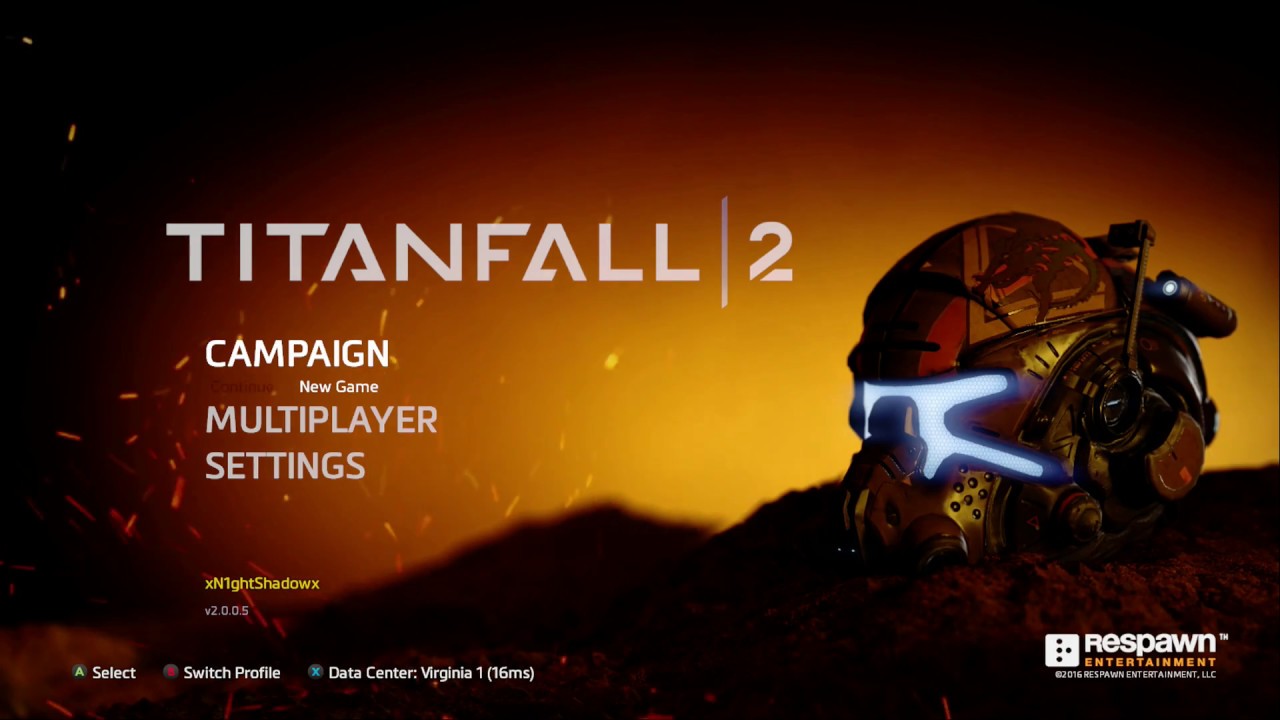 TITANFALL | 2
CAMPAIGN
Continue New Game
MULTIPLAYER
SETTINGS
xN1ghtShadowx
v2.0.0.5
A Select Switch Profile X Data Center: Virginia 1 (16ms)
Respawn™
ENTERTAINMENT
©2016 RESPAWN ENTERTAINMENT, LLC